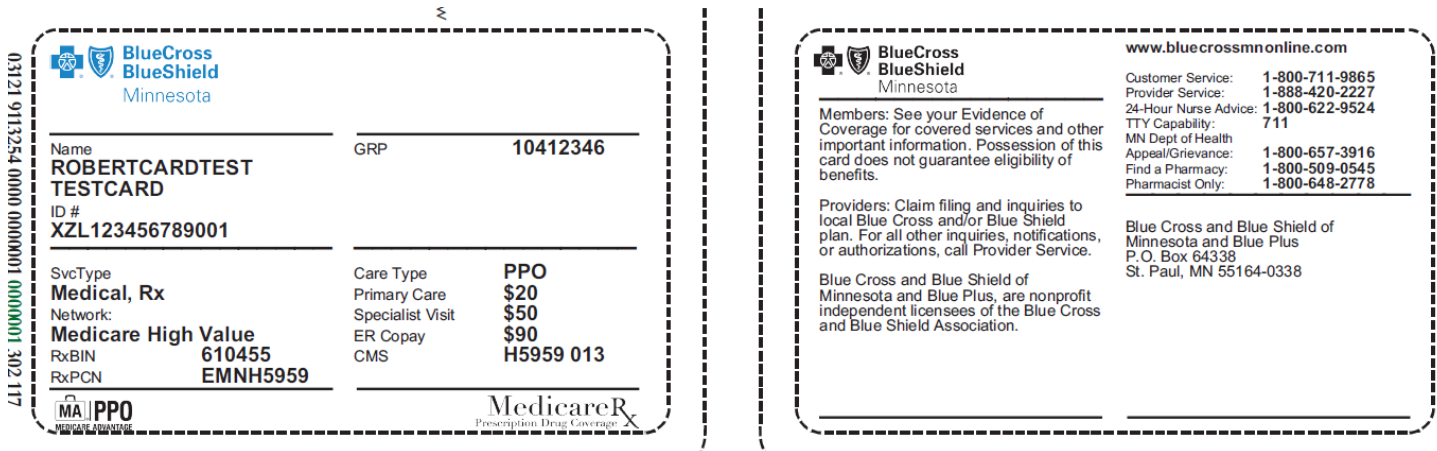 03121 9113254 0000 0000001 0000001 302 117
BlueCross
BlueShield
Minnesota
Name
ROBERTCARDTEST
TESTCARD
ID #
XZL123456789001
GRP 10412346
SvcType
Medical, Rx
Network:
Medicare High Value
RxBIN 610455
RxPCN EMNH5959
Care Type PPO
Primary Care $20
Specialist Visit $50
ER Copay $90
CMS H5959 013
MA PPO
MEDICARE ADVANTAGE
MedicareRx
Prescription Drug Coverage
BlueCross
BlueShield
Minnesota
Members: See your Evidence of
Coverage for covered services and other
important information. Possession of this
card does not guarantee eligibility of
benefits.
Providers: Claim filing and inquiries to
local Blue Cross and/or Blue Shield
plan. For all other inquiries, notifications,
or authorizations, call Provider Service.
Blue Cross and Blue Shield of
Minnesota and Blue Plus, are nonprofit
independent licensees of the Blue Cross
and Blue Shield Association.
www.bluecrossmnonline.com
Customer Service: 1-800-711-9865
Provider Service: 1-888-420-2227
24-Hour Nurse Advice: 1-800-622-9524
TTY Capability: 711
MN Dept of Health
Appeal/Grievance: 1-800-657-3916
Find a Pharmacy: 1-800-509-0545
Pharmacist Only: 1-800-648-2778
Blue Cross and Blue Shield of
Minnesota and Blue Plus
P.O. Box 64338
St. Paul, MN 55164-0338